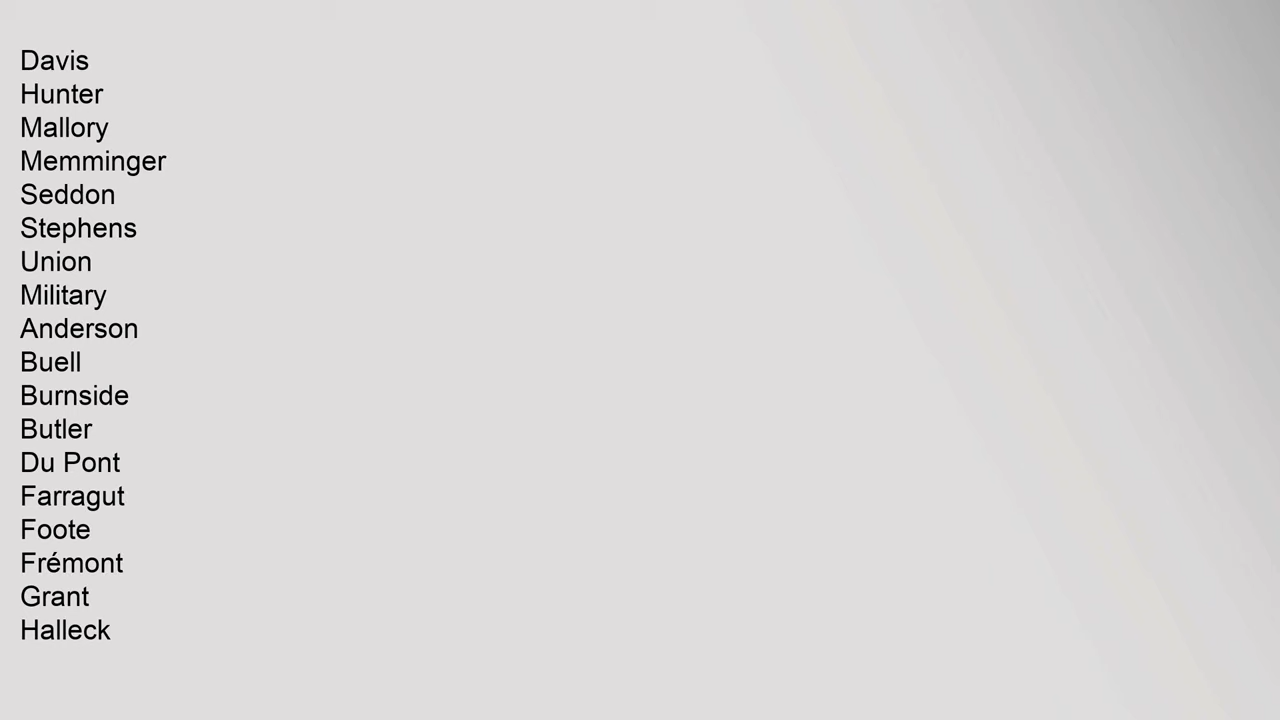 Davis
Hunter
Mallory
Memminger
Seddon
Stephens
Union
Military
Anderson
Buell
Burnside
Butler
Du Pont
Farragut
Foote
Frémont
Grant
Halleck